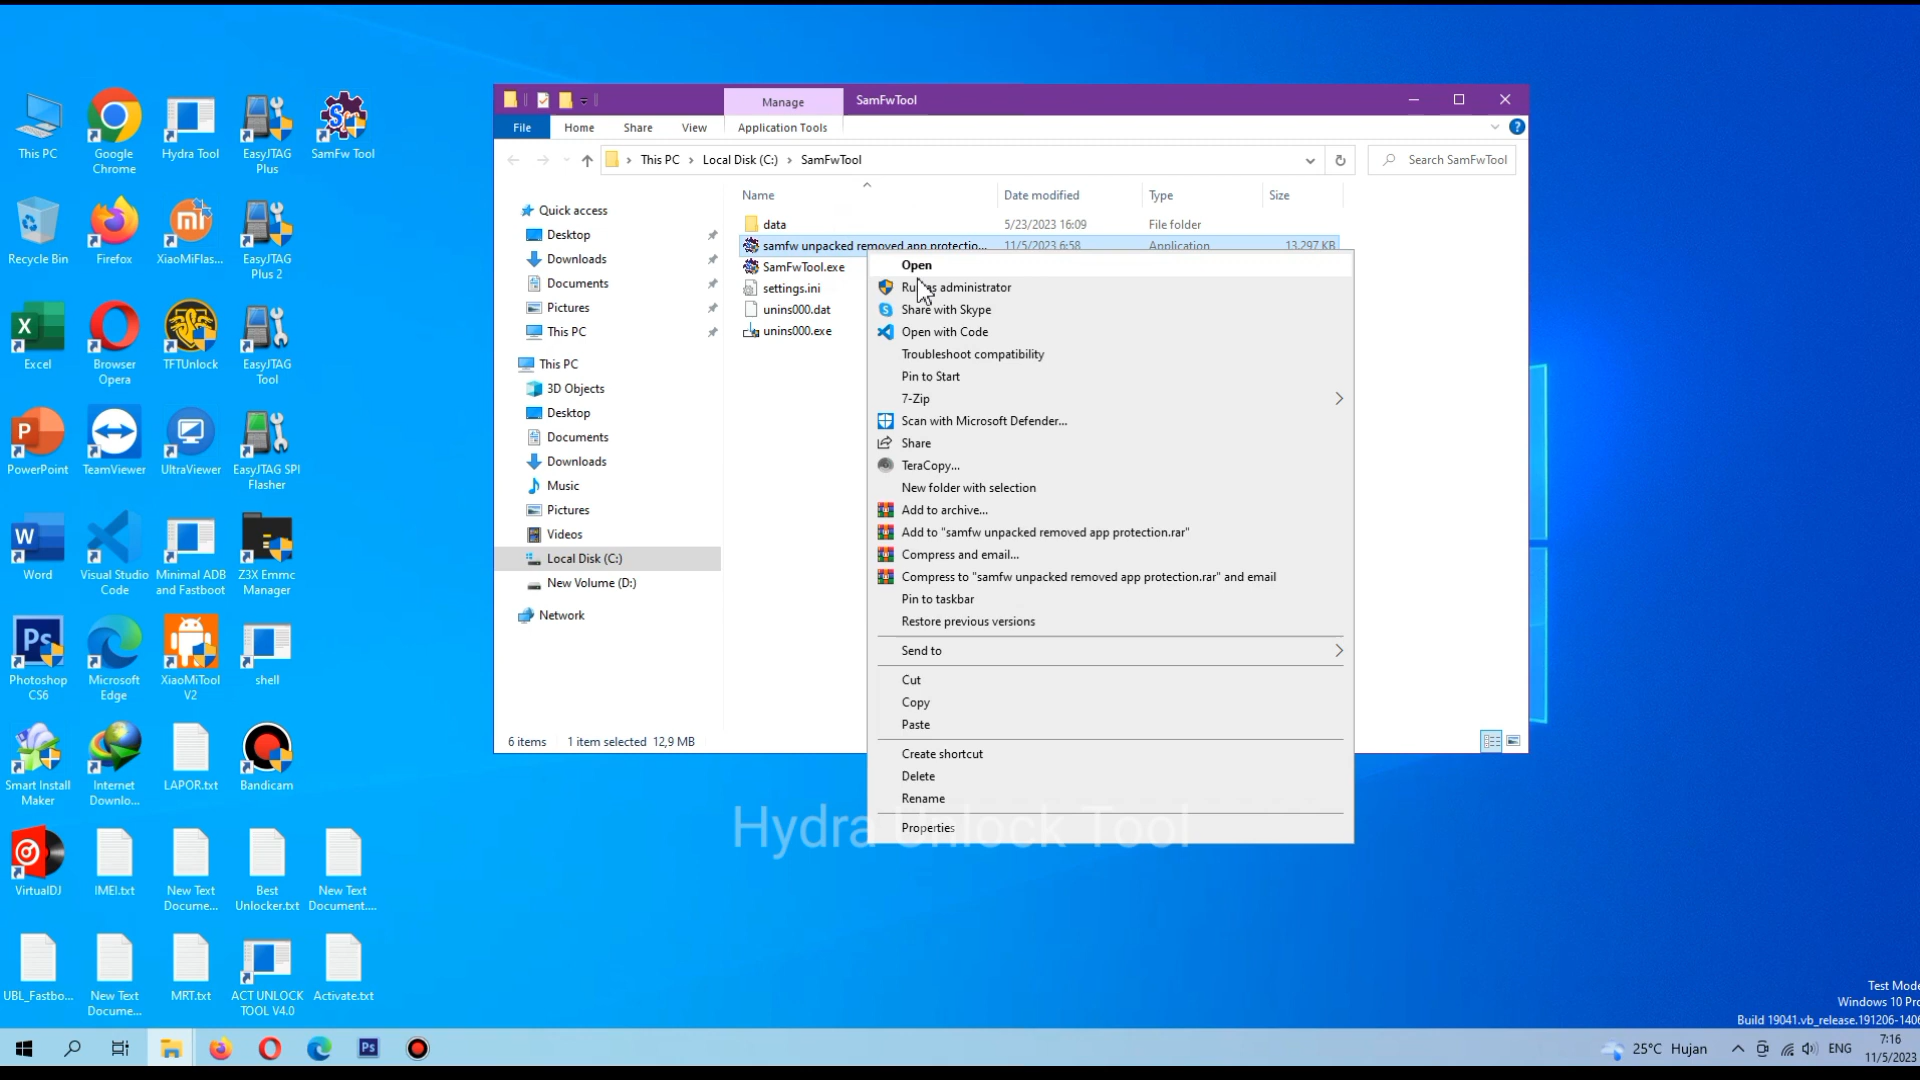 This PC
Google
Chrome
Hydra Tool
EasyJTAG
Plus
SamFw Tool
Recycle Bin
Firefox
XiaoMiFlas...
EasyJTAG
Plus 2
Excel
Browser
Opera
TFTUnlock
EasyJTAG
Tool
PowerPoint
TeamViewer
UltraViewer
EasyJTAG SPI
Flasher
Word
Visual Studio
Code
Minimal ADB
and Fastboot
Z3X Emmc
Manager
Photoshop
CS6
Microsoft
Edge
XiaoMiTool
V2
shell
Smart Install
Maker
Internet
Downlo...
LAPOR.txt
Bandicam
VirtualDJ
IMEI.txt
New Text
Docume...
Best
Unlocker.txt
New Text
Document....
UBL_Fastbo...
New Text
Docume...
MRT.txt
ACT UNLOCK
TOOL V4.0
Activate.txt
Manage
SamFwTool
File
Home
Share
View
Application Tools
This PC
Local Disk (C:)
SamFwTool
Search SamFwTool
Name
Date modified
Type
Size
Quick access
Desktop
Downloads
Documents
Pictures
This PC
This PC
3D Objects
Desktop
Documents
Downloads
Music
Pictures
Videos
Local Disk (C:)
New Volume (D:)
Network
data 5/23/2023 16:09 File folder
samfw unpacked removed app protectio... 11/5/2023 6:58 Application 13.297 KB
SamFwTool.exe
settings.ini
unins000.dat
unins000.exe
Open
as administrator
Share with Skype
Open with Code
Troubleshoot compatibility
Pin to Start
7-Zip
Scan with Microsoft Defender...
Share
TeraCopy...
New folder with selection
Add to archive...
Add to "samfw unpacked removed app protection.rar"
Compress and email...
Compress to "samfw unpacked removed app protection.rar" and email
Pin to taskbar
Restore previous versions
Send to
Cut
Copy
Paste
Create shortcut
Delete
Rename
Properties
6 items 1 item selected 12,9 MB
Hydra Unlock Tool
Test Mode
Windows 10 Pro
Build 19041.vb_release.191206-1406
25°C Hujan
ENG
7:16
11/5/2023